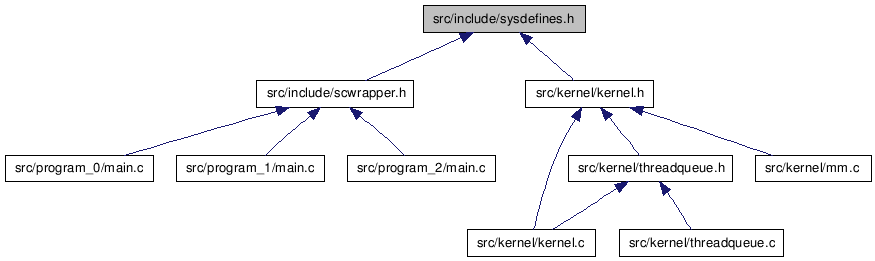 src/include/sysdefines.h
src/include/scwrapper.h
src/kernel/kernel.h
src/program_0/main.c
src/program_1/main.c
src/program_2/main.c
src/kernel/threadqueue.h
src/kernel/mm.c
src/kernel/kernel.c
src/kernel/threadqueue.c